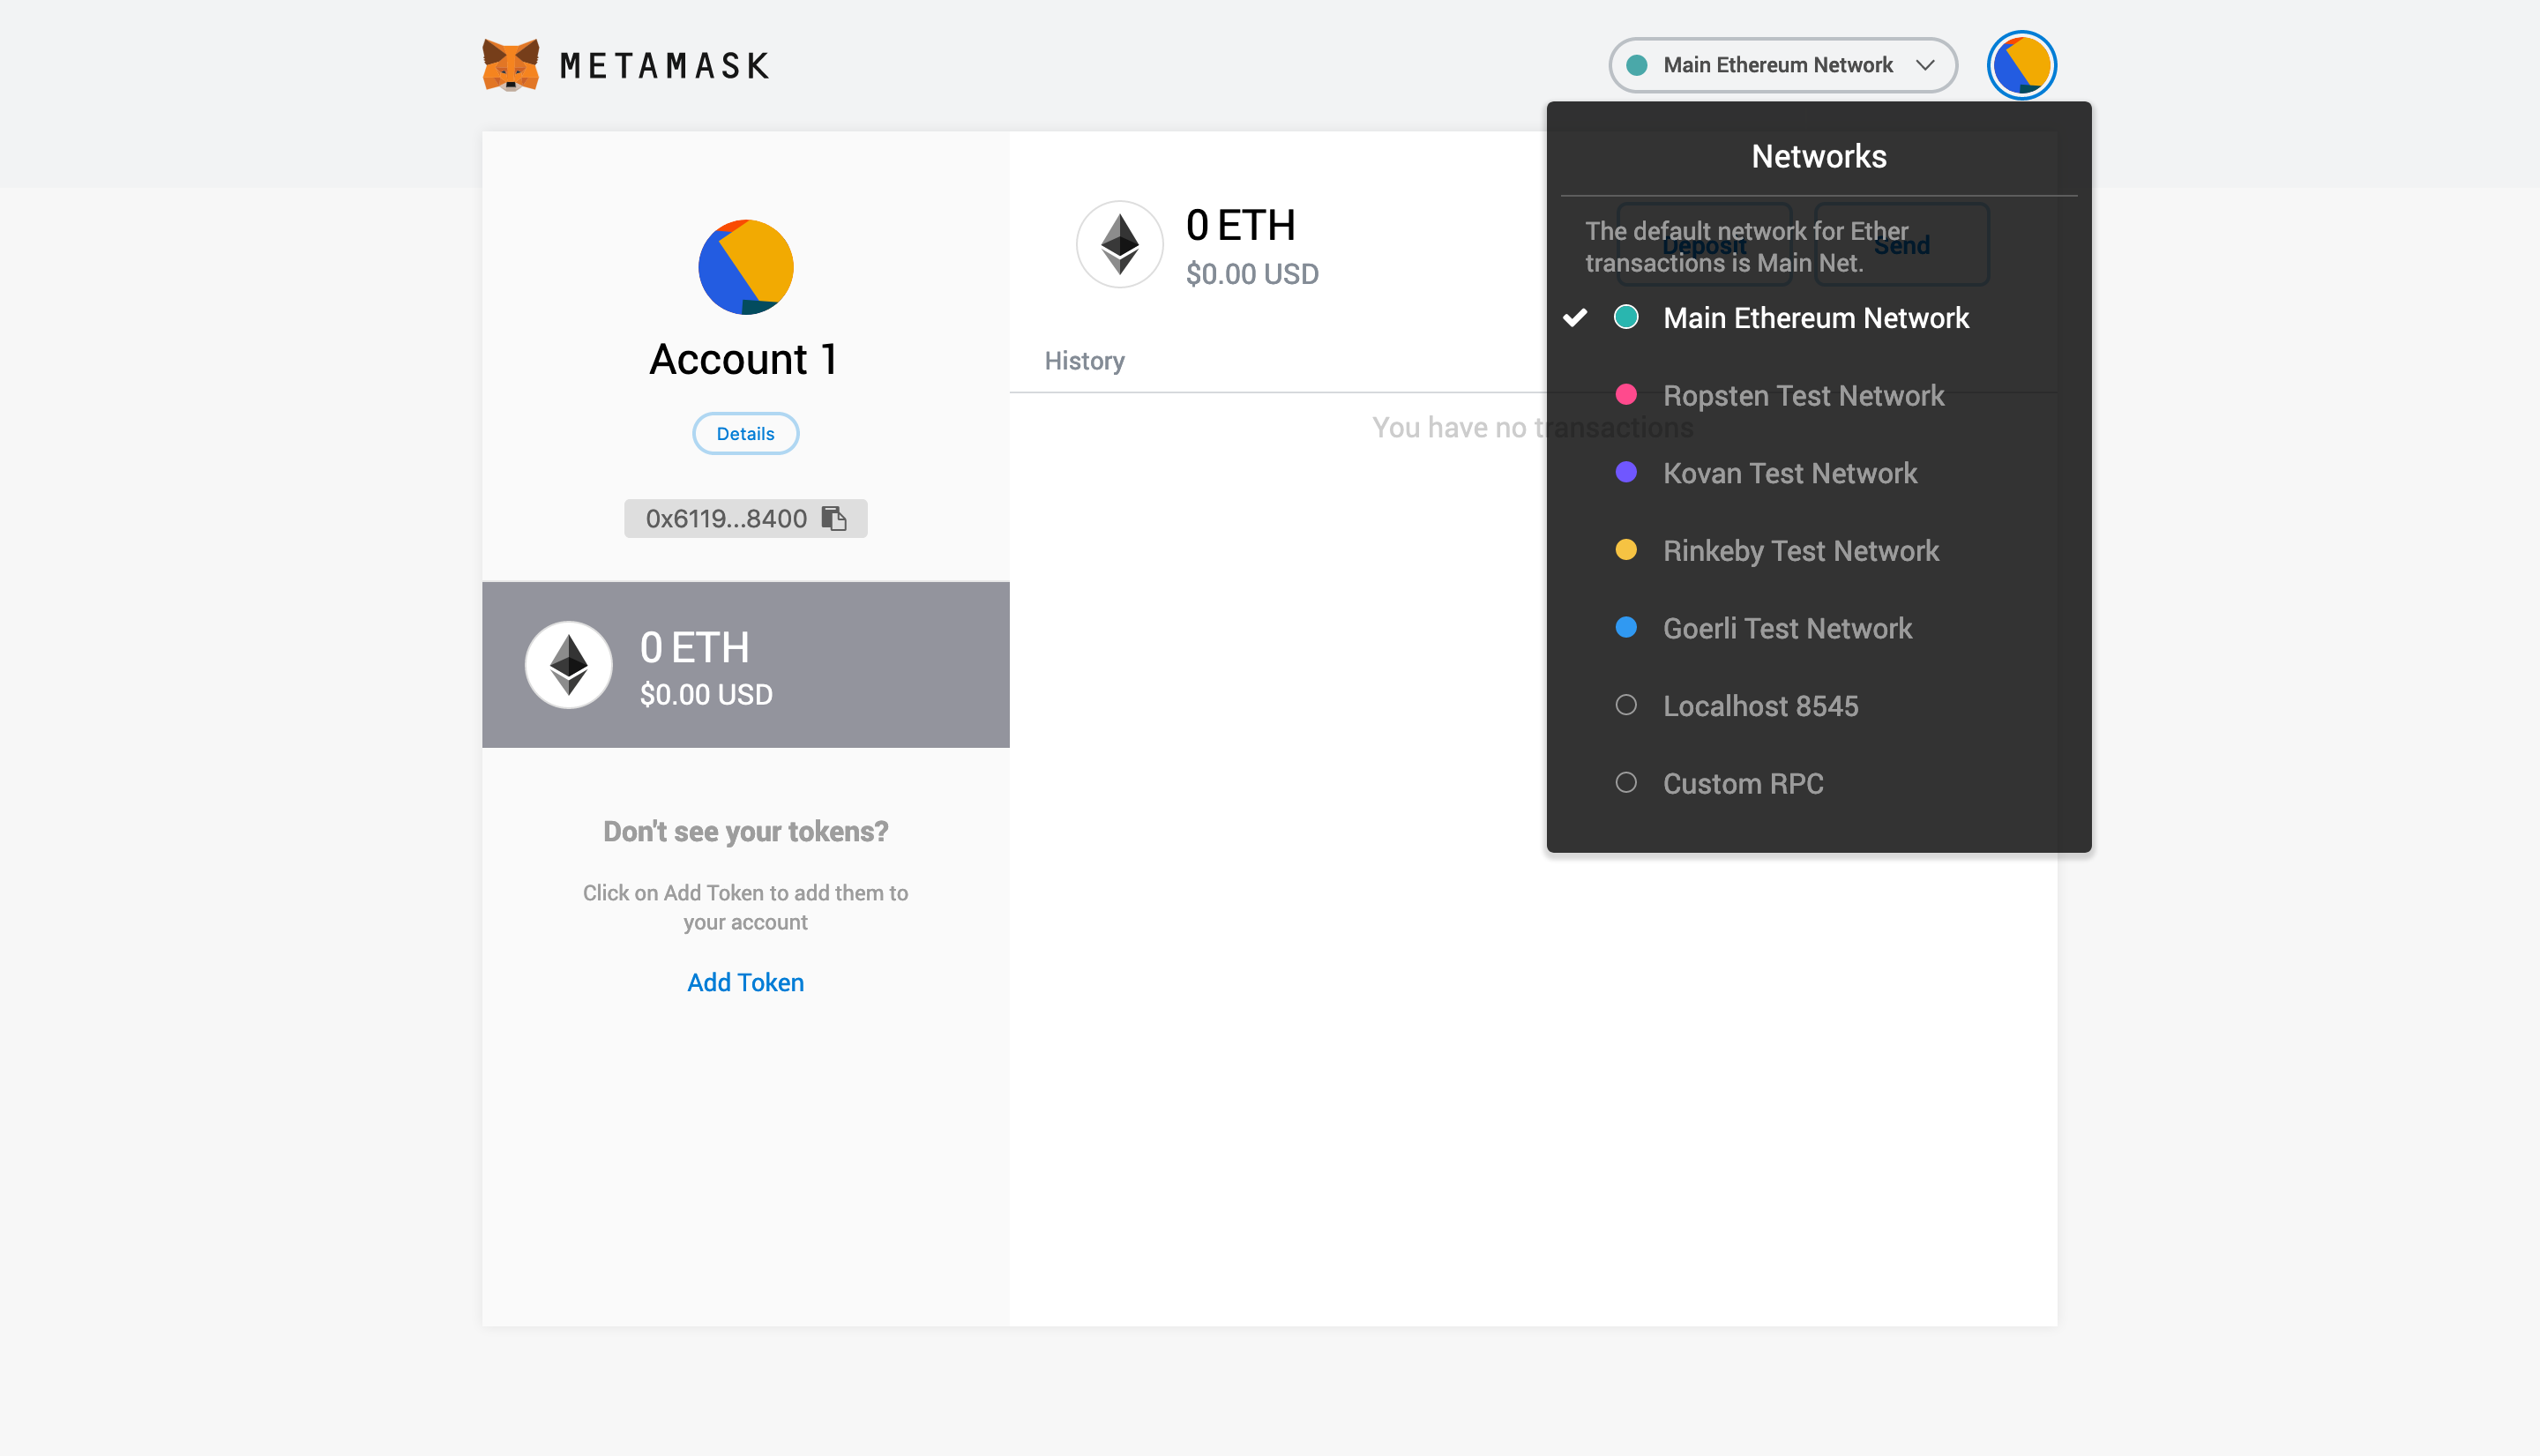 METAMASK
Main Ethereum Network
Account 1
Details
0x6119...8400
0 ETH
$0.00 USD
Don't see your tokens?
Click on Add Token to add them to
your account
Add Token
0 ETH
$0.00 USD
Deposit
Send
History
You have no transactions
Networks
The default network for Ether
transactions is Main Net.
Main Ethereum Network
Ropsten Test Network
Kovan Test Network
Rinkeby Test Network
Goerli Test Network
Localhost 8545
Custom RPC